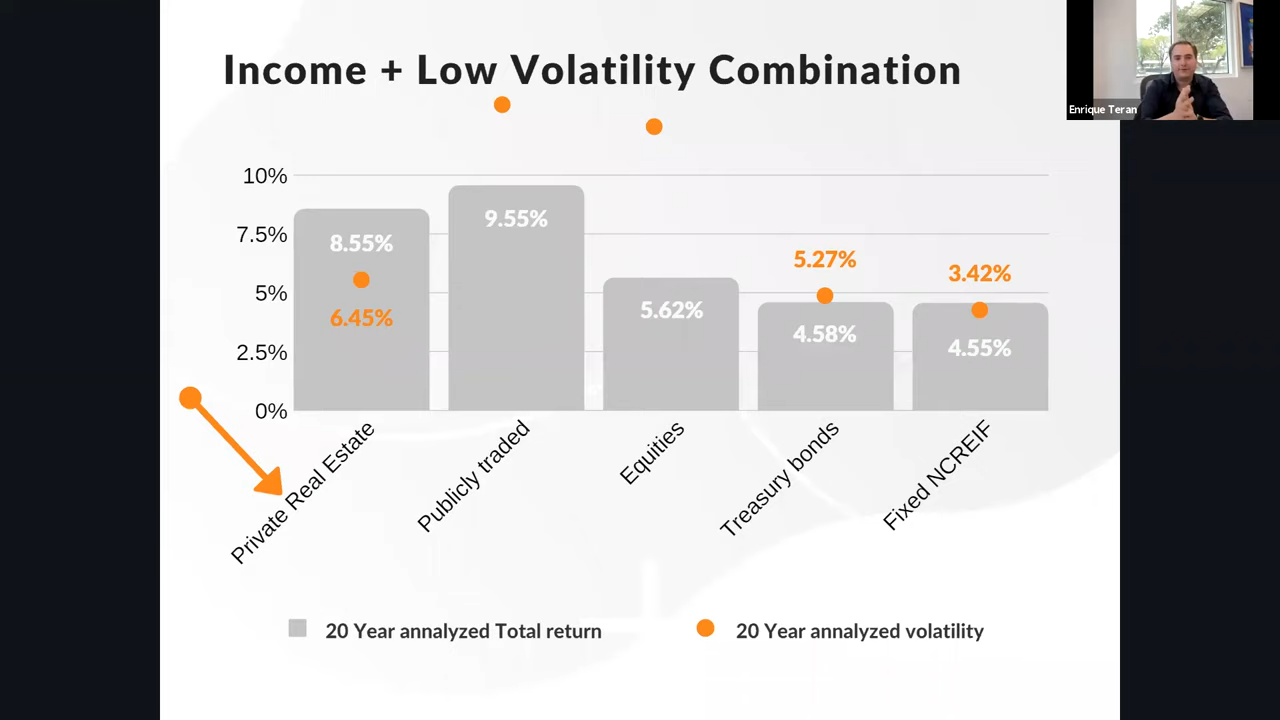 Income + Low Volatility Combination
Enrique Teran
10%
7.5%
5%
2.5%
0%
8.55%
6.45%
9.55%
5.62%
5.27%
4.58%
3.42%
4.55%
Private Real Estate
Publicly traded
Equities
Treasury bonds
Fixed NCREIF
20 Year annalyzed Total return
20 Year annalyzed volatility